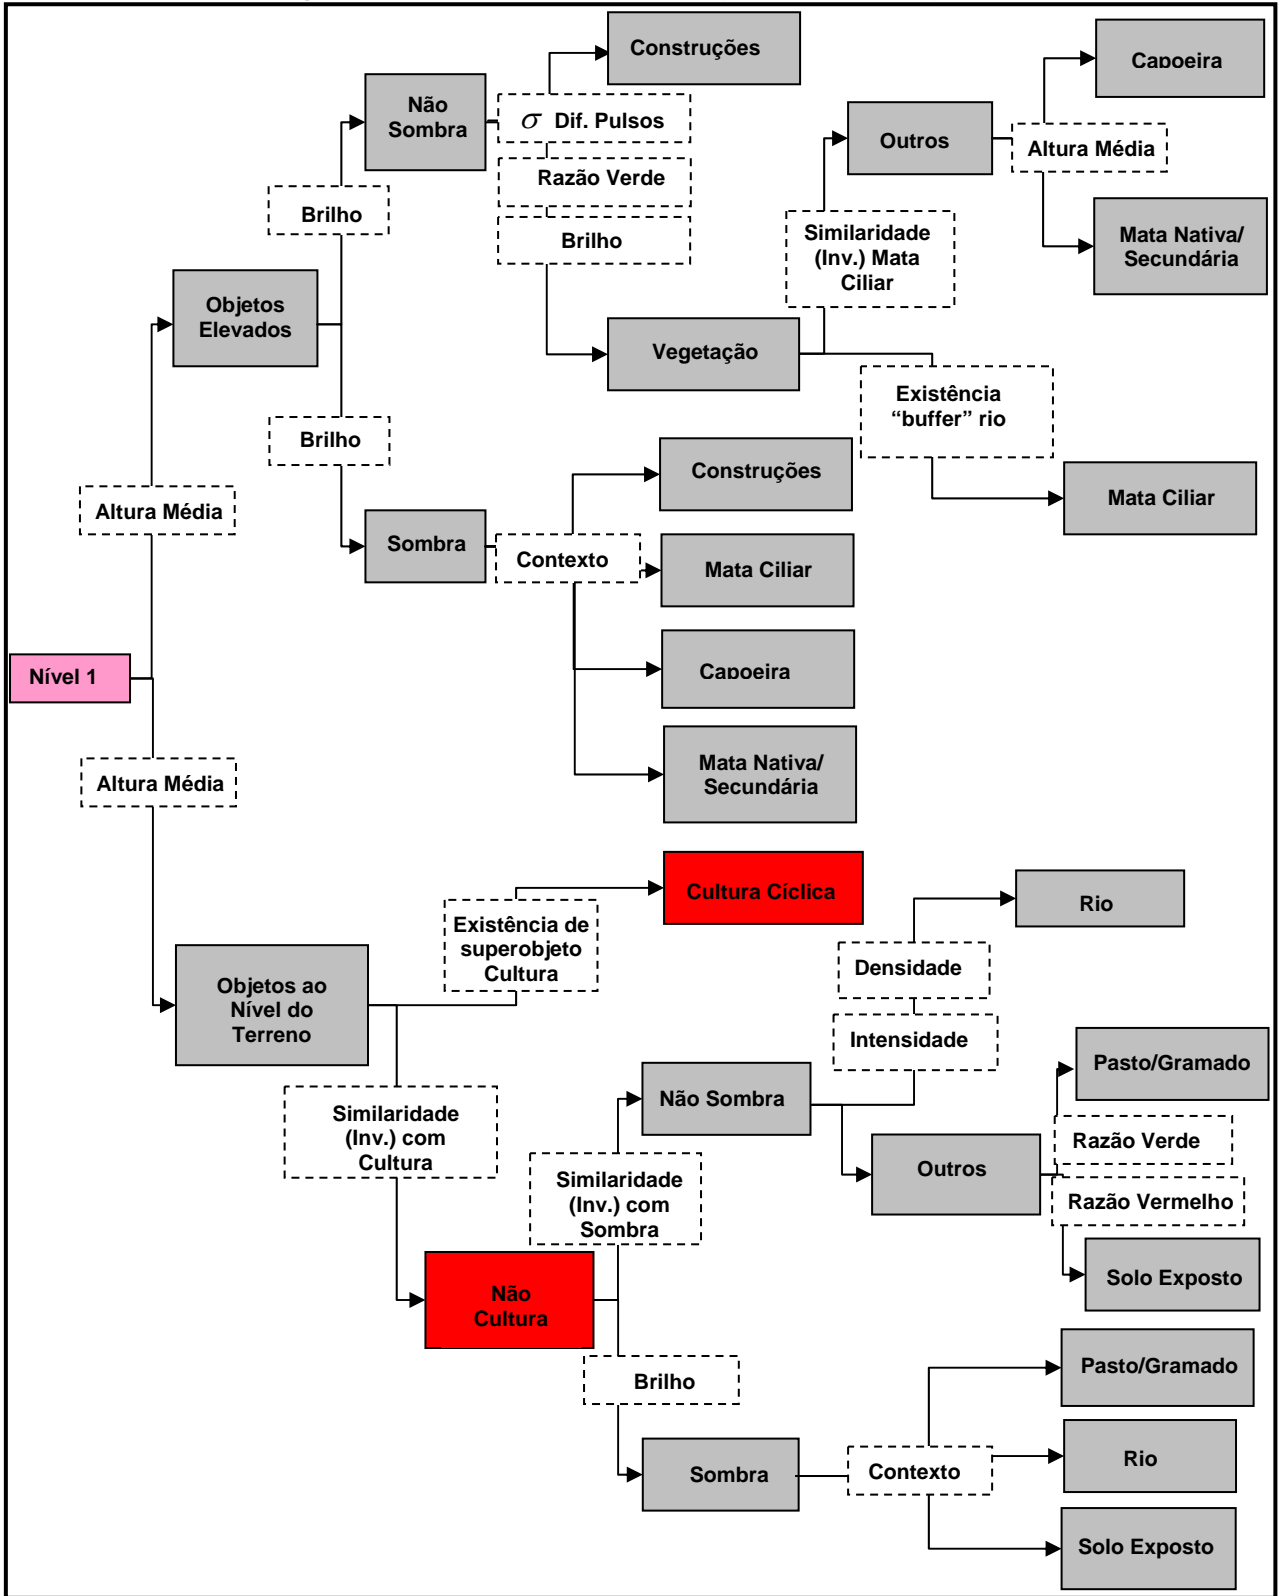 Construções
Capoeira
Não
Sombra
σ Dif. Pulsos
Outros
Altura Média
Razão Verde
Brilho
Brilho
Similaridade
(Inv.) Mata
Ciliar
Mata Nativa/
Secundária
Objetos
Elevados
Vegetação
Existência
“buffer” rio
Brilho
Construções
Mata Ciliar
Altura Média
Sombra
Contexto
Mata Ciliar
Capoeira
Nível 1
Mata Nativa/
Secundária
Altura Média
Cultura Cíclica
Rio
Existência de
superobjeto
Cultura
Densidade
Objetos ao
Nível do
Terreno
Intensidade
Pasto/Gramado
Não Sombra
Similaridade
(Inv.) com
Cultura
Razão Verde
Outros
Similaridade
(Inv.) com
Sombra
Razão Vermelho
Não
Cultura
Solo Exposto
Brilho
Pasto/Gramado
Sombra
Contexto
Rio
Solo Exposto